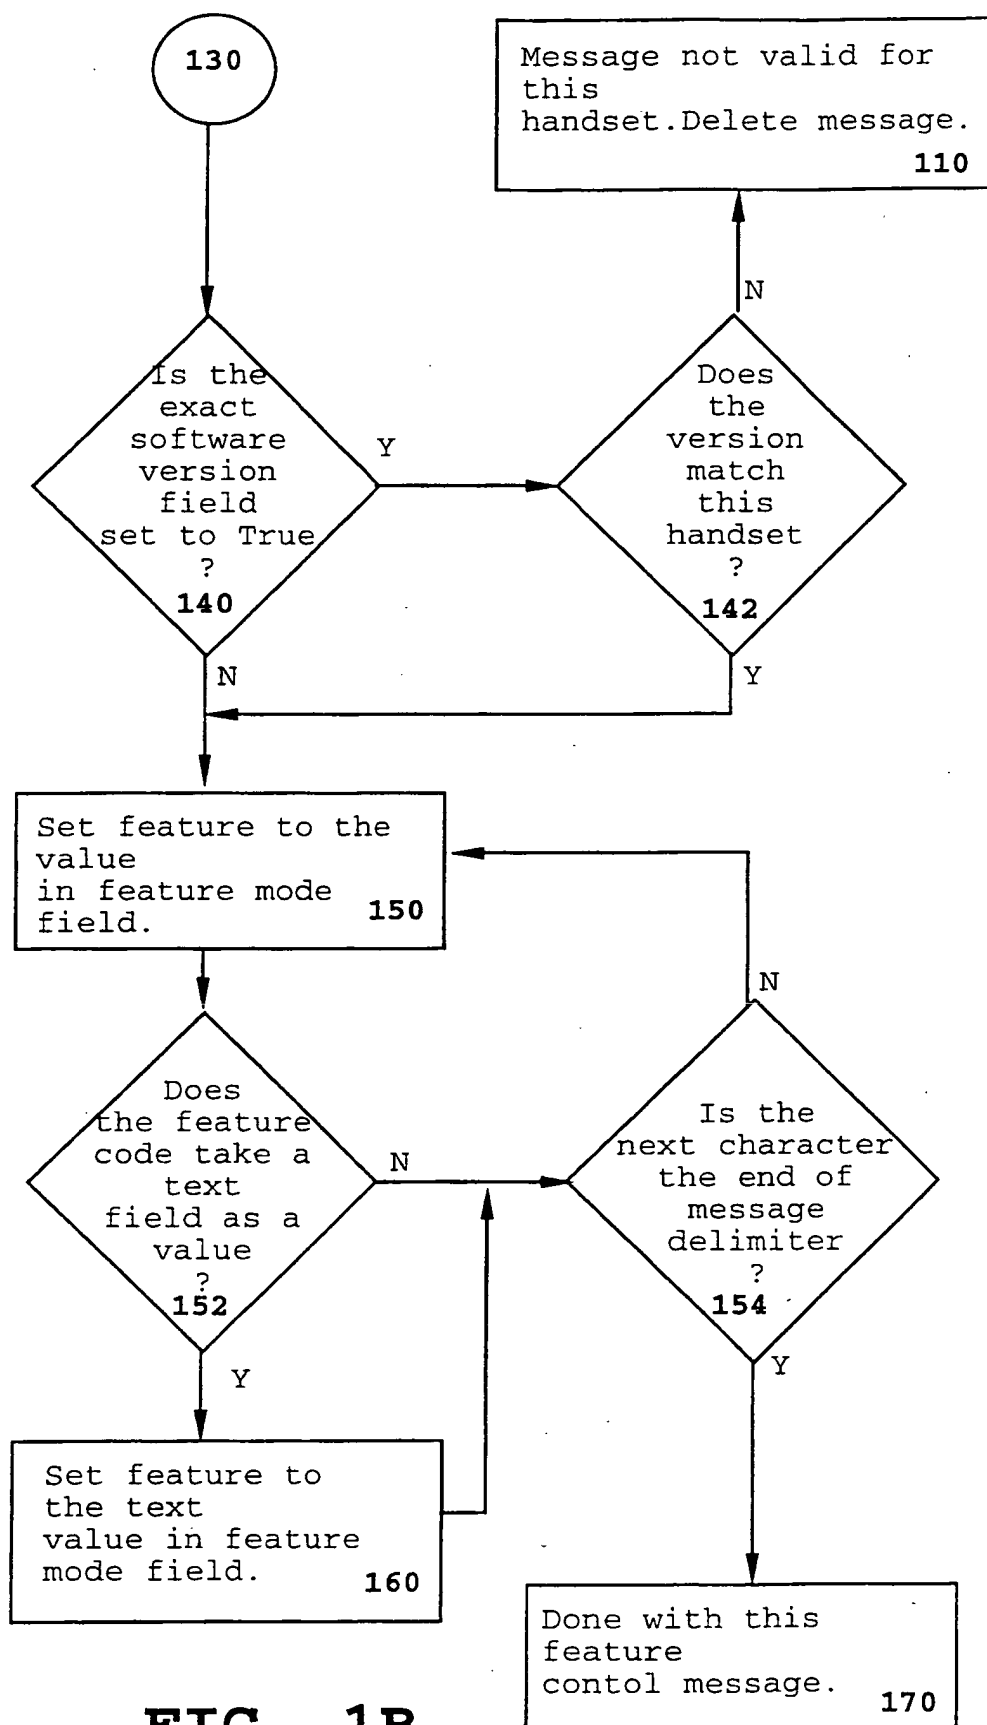 130
Message not valid for
this
handset.Delete message.
110
N
Is the
exact
software
version
field
set to True
?
140
Y
Does
the
version
match
this
handset
?
142
N
Y
Set feature to the
value
in feature mode
field.
150
N
Does
the feature
code take a
text
field as a
value
?
152
N
Is the
next character
the end of
message
delimiter
?
154
Y
Y
Set feature to
the text
value in feature
mode field.
160
Done with this
feature
contol message.
170
FIG. 1B